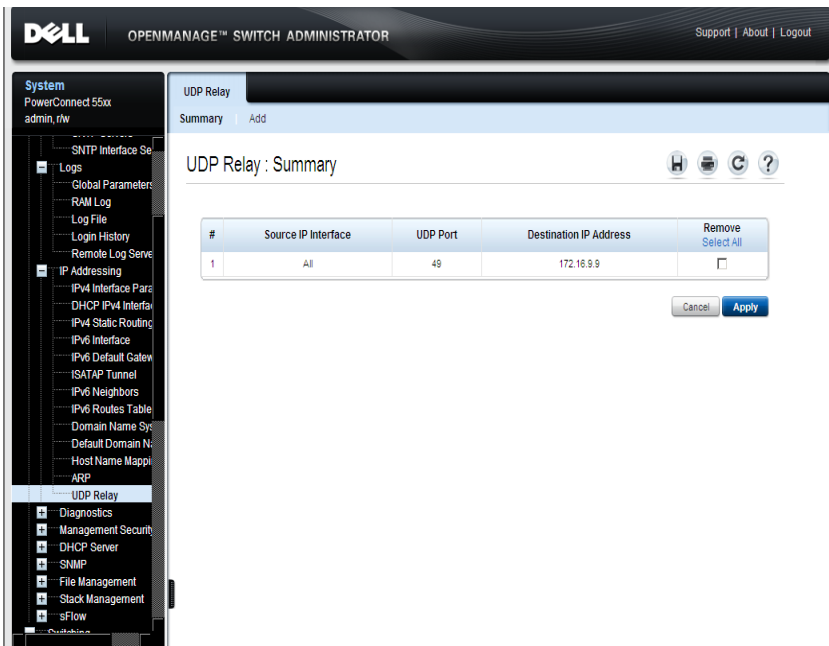 DELL OPENMANAGE™ SWITCH ADMINISTRATOR
Support | About | Logout
System
PowerConnect 55xx
admin, r/w
SNTP Interface Se
Logs
Global Parameters
RAM Log
Log File
Login History
Remote Log Serve
IP Addressing
IPv4 Interface Para
DHCP IPv4 Interfac
IPv4 Static Routing
IPv6 Interface
IPv6 Default Gatew
ISATAP Tunnel
IPv6 Neighbors
IPv6 Routes Table
Domain Name Sys
Default Domain Na
Host Name Mappi
ARP
UDP Relay
Diagnostics
Management Security
DHCP Server
SNMP
File Management
Stack Management
sFlow
UDP Relay
Summary Add
UDP Relay : Summary
# Source IP Interface UDP Port Destination IP Address Remove
Select All
1 All 49 172.16.9.9
Cancel Apply